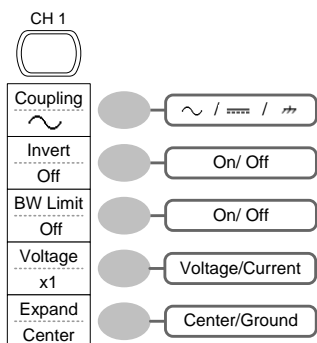 CH 1
Coupling
/ /
Invert
Off
On/ Off
BW Limit
Off
On/ Off
Voltage
x1
Voltage/Current
Expand
Center
Center/Ground